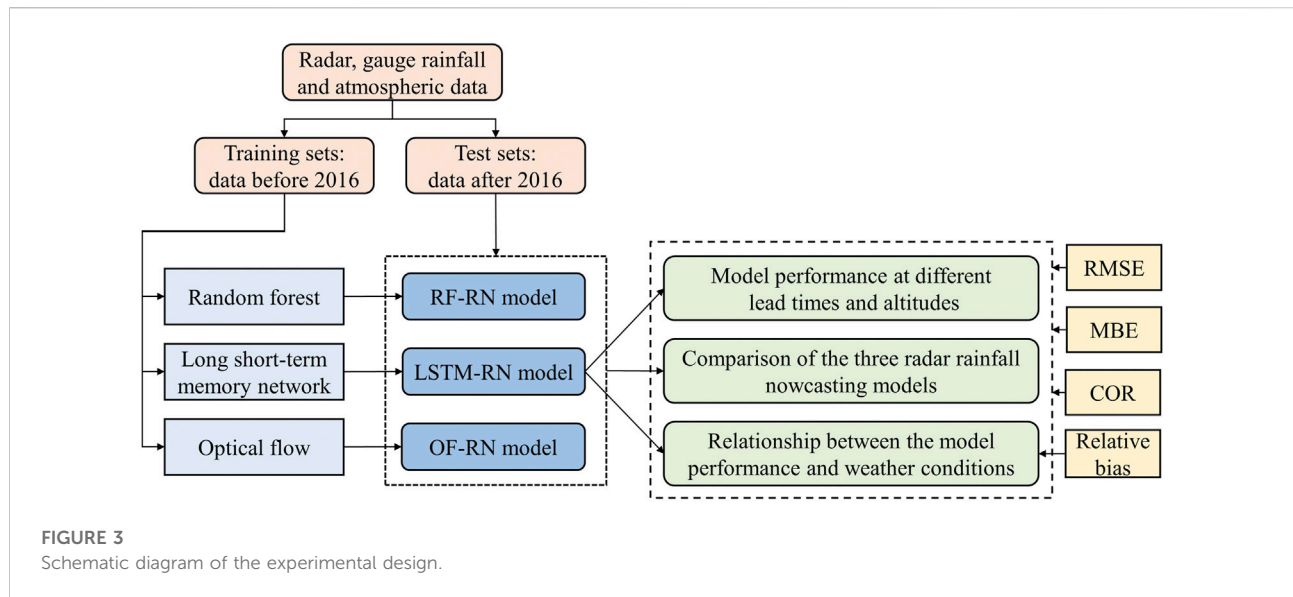 Radar, gauge rainfall
and atmospheric data
Training sets:
data before 2016
Test sets:
data after 2016
Random forest
Long short-term
memory network
Optical flow
RF-RN model
LSTM-RN model
OF-RN model
Model performance at different
lead times and altitudes
Comparison of the three radar rainfall
nowcasting models
Relationship between the model
performance and weather conditions
RMSE
MBE
COR
Relative
bias
FIGURE 3
Schematic diagram of the experimental design.